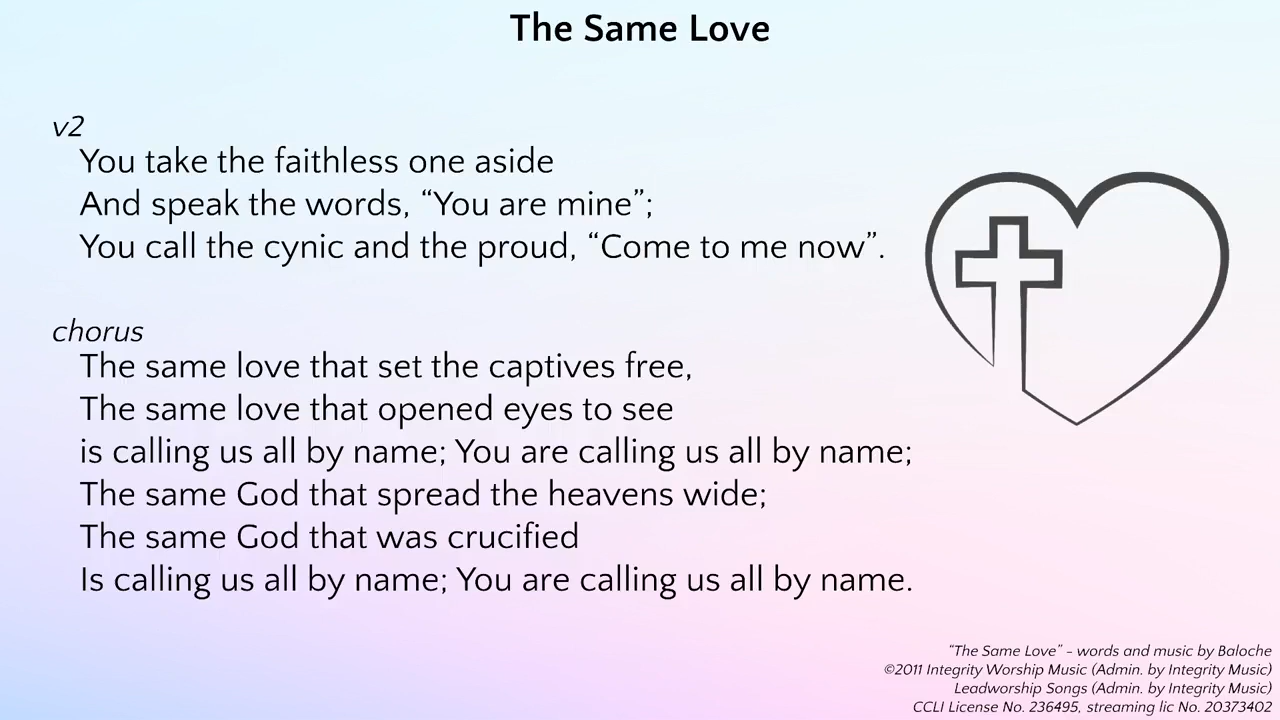 The Same Love
v2
You take the faithless one aside
And speak the words, “You are mine”;
You call the cynic and the proud, “Come to me now”.
chorus
The same love that set the captives free,
The same love that opened eyes to see
is calling us all by name; You are calling us all by name;
The same God that spread the heavens wide;
The same God that was crucified
Is calling us all by name; You are calling us all by name.
“The Same Love” - words and music by Baloche
©2011 Integrity Worship Music (Admin. by Integrity Music)
Leadworship Songs (Admin. by Integrity Music)
CCLI License No. 236495, streaming lic No. 20373402